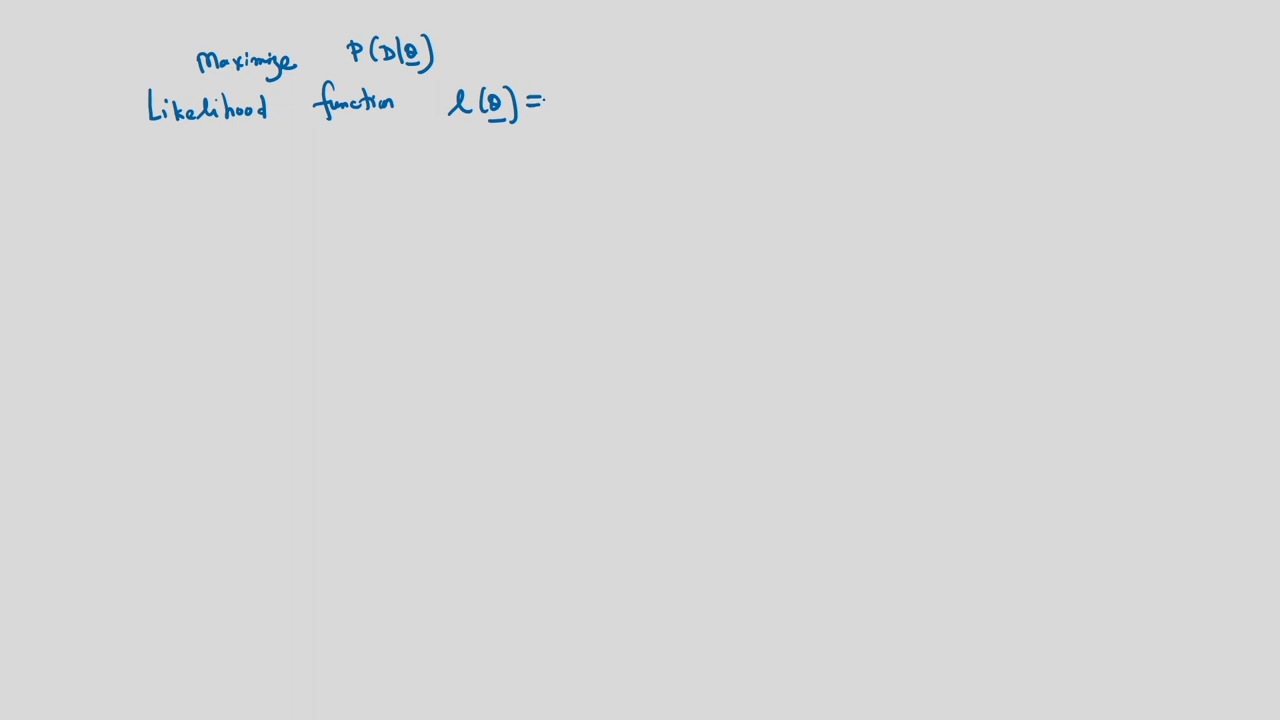 Maximize P(D|θ)
Likelihood function l(θ) =